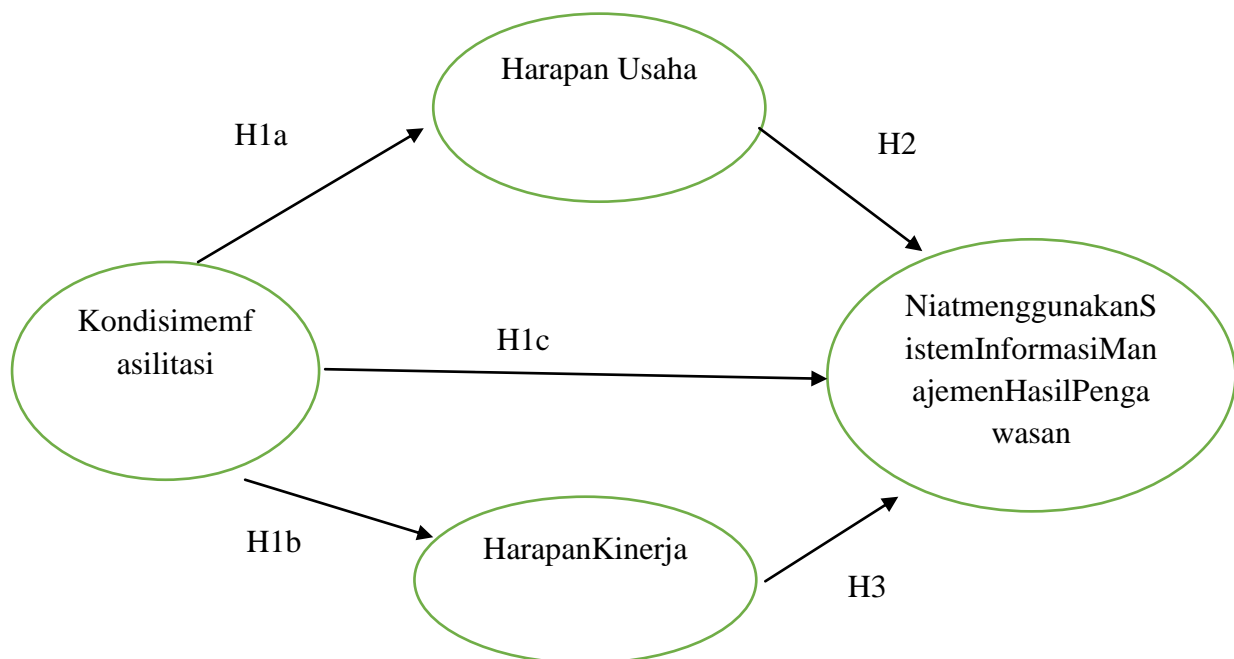 Harapan Usaha
H1a
H2
Kondisimemf
asilitasi
H1c
NiatmenggunakanS
istemInformasiMan
ajemenHasilPenga
wasan
H1b
HarapanKinerja
H3